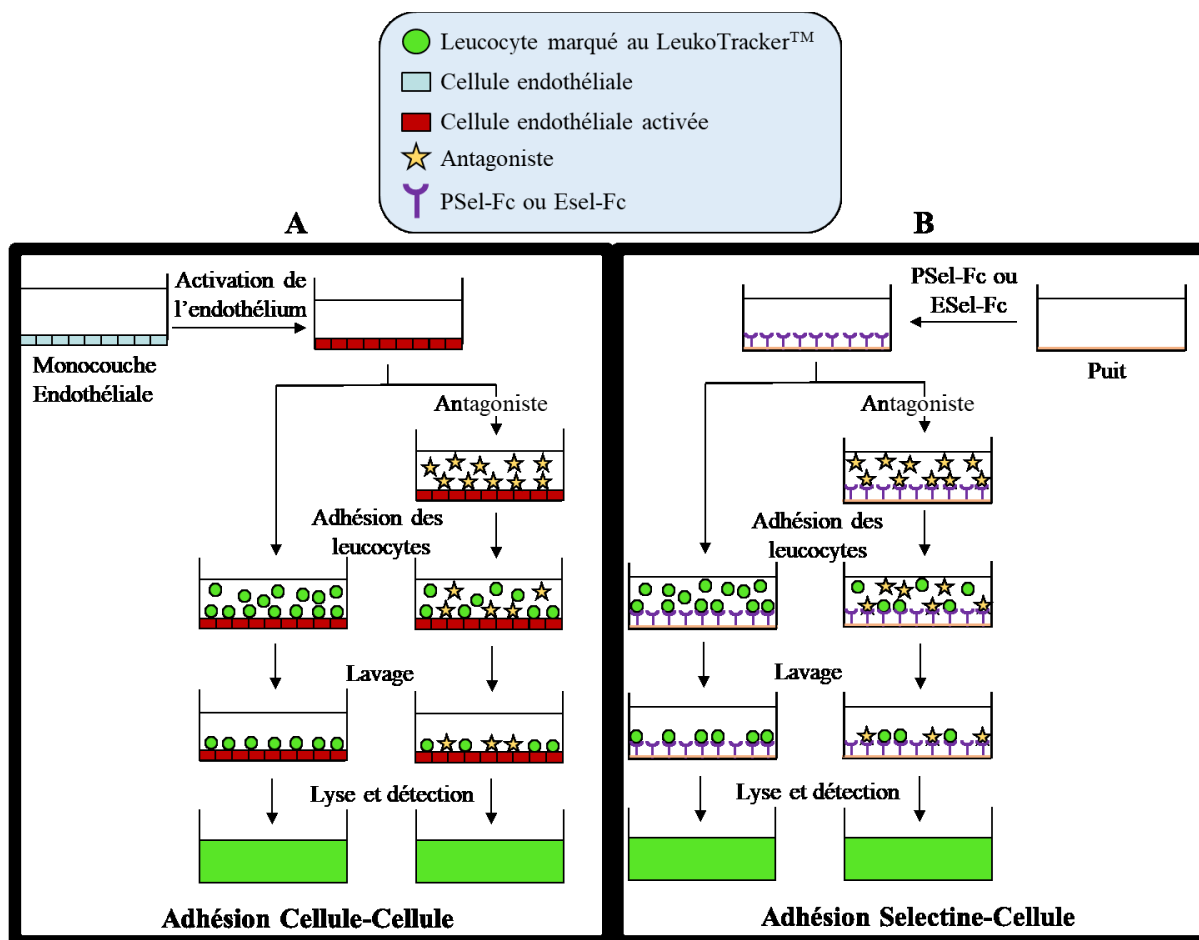 Leucocyte marqué au LeukoTracker™
Cellule endothéliale
Cellule endothéliale activée
Antagoniste
PSel-Fc ou Esel-Fc
A
B
Activation de
l'endothélium
Monocouche
Endothéliale
Antagoniste
Adhésion des
leucocytes
Lavage
Lyse et détection
Adhésion Cellule-Cellule
PSel-Fc ou
ESel-Fc
Puit
Antagoniste
Adhésion des
leucocytes
Lavage
Lyse et détection
Adhésion Selectine-Cellule